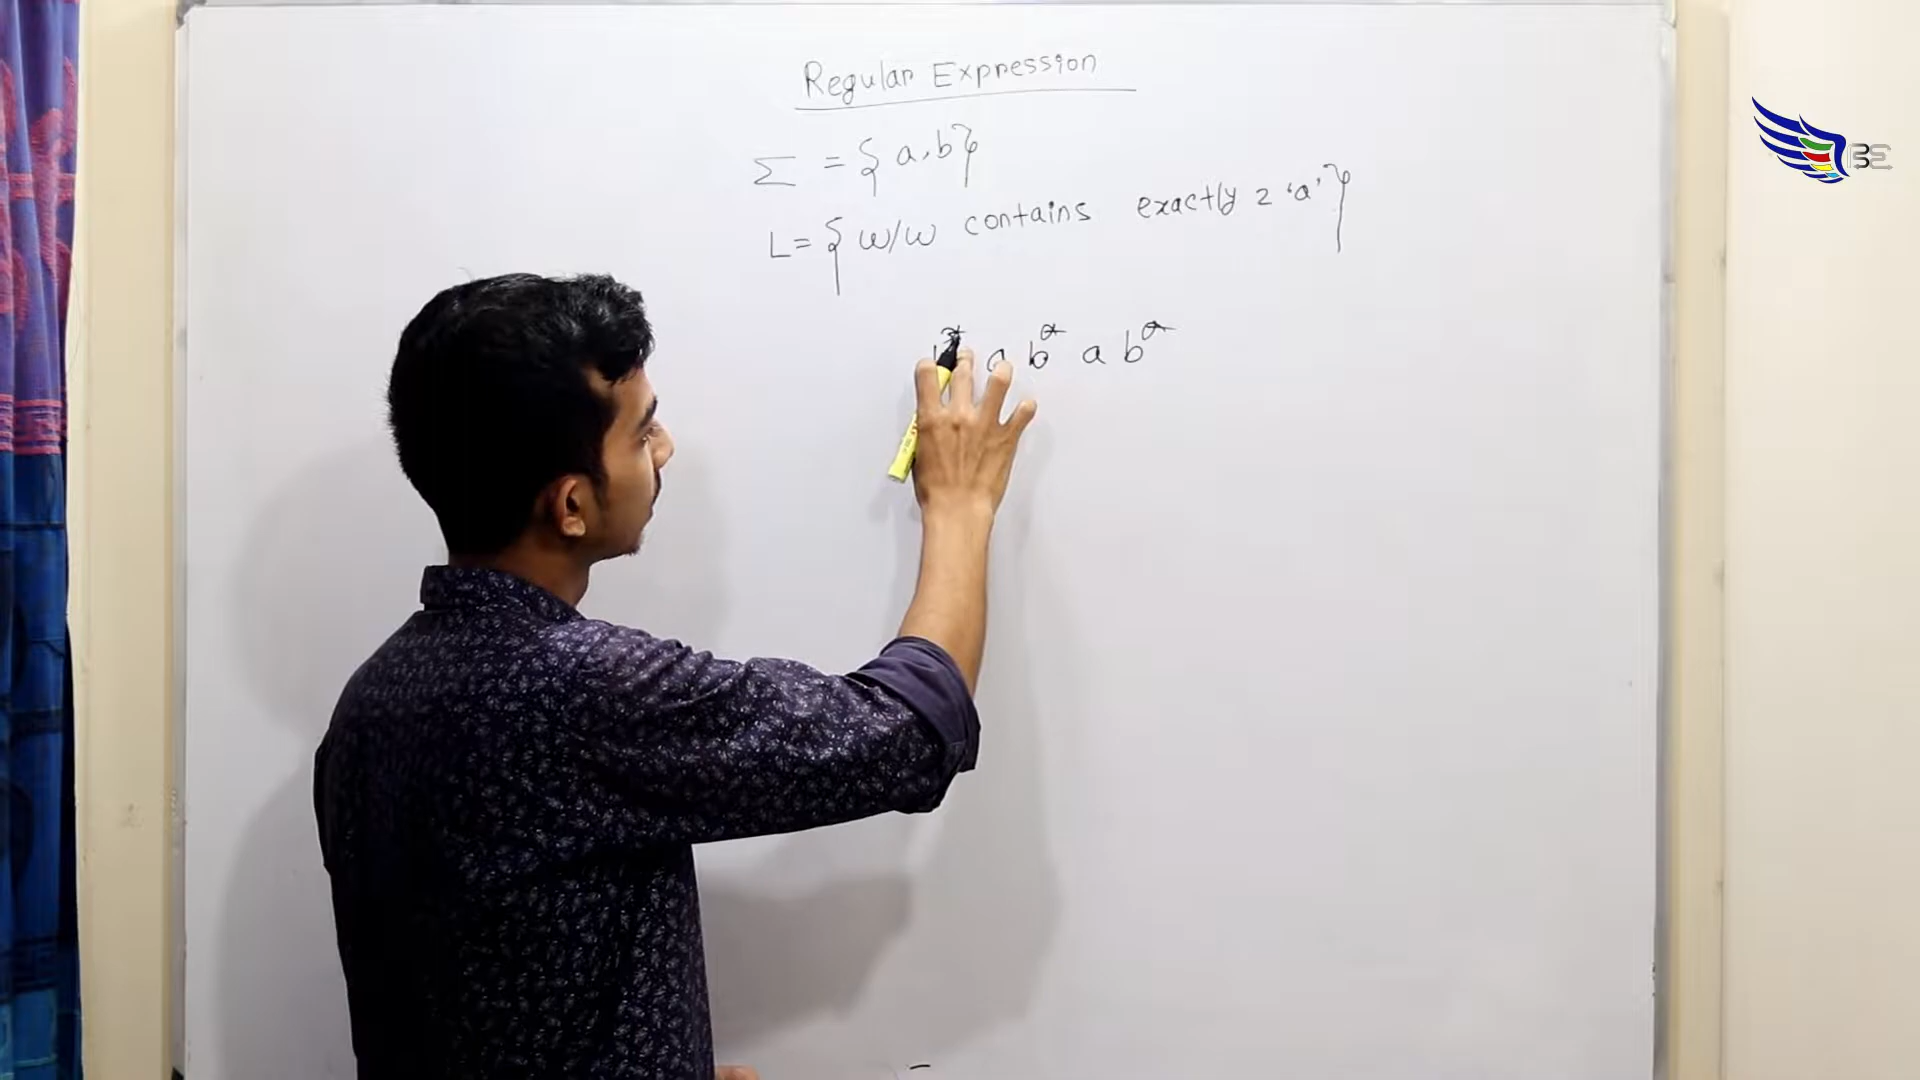 Regular Expression
Σ = { a, b }
L = { w/w contains exactly 2 'a' }
b* a b* a b*